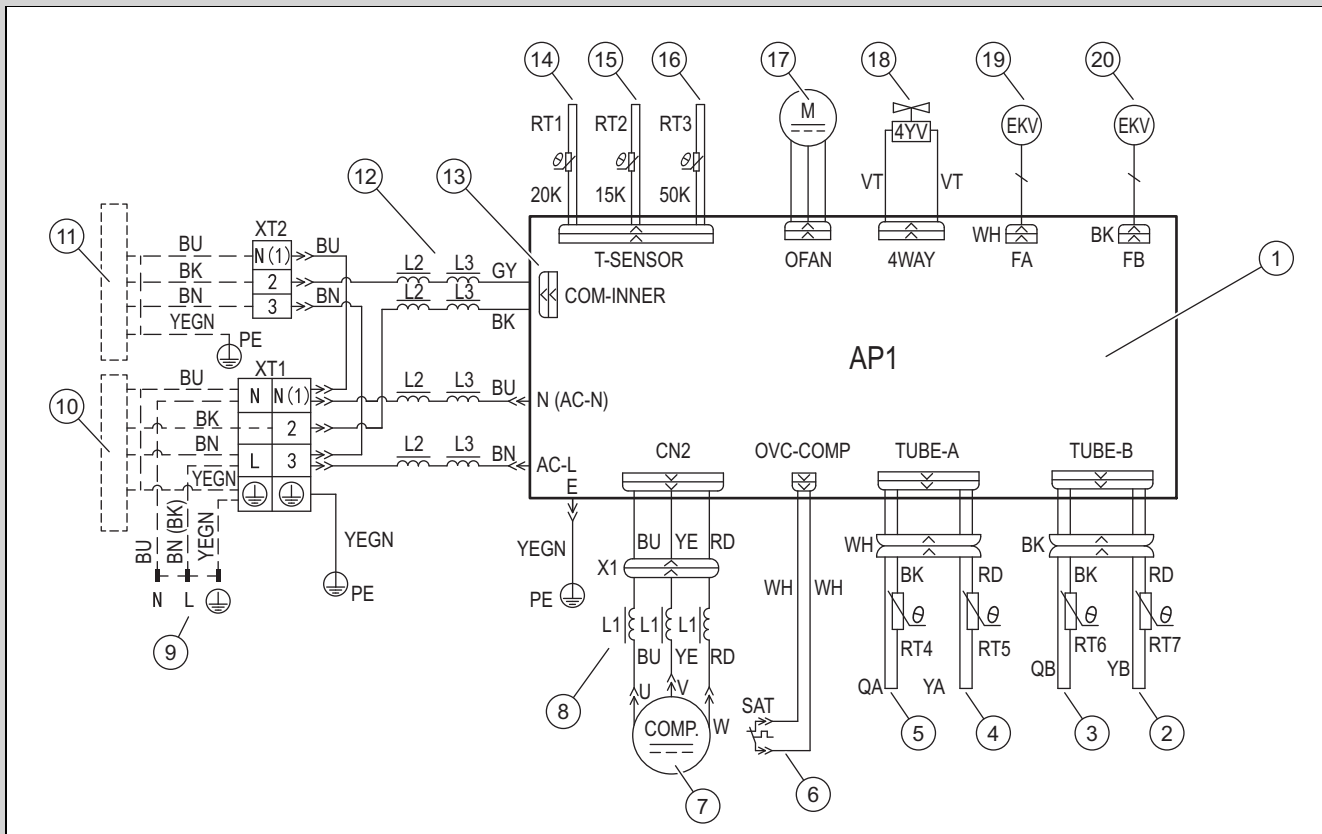 14 15 16 17 18 19 20
RT1 RT2 RT3 M 4YV EKV EKV
θ θ θ
12 13
20K 15K 50K VT VT
11 XT2
BU N(1) BU WH BK
T-SENSOR OFAN 4WAY FA FB
BK 2 L2 L3 GY 1
BN 3 BN L2 L3 COM-INNER
YEGN BK
PE AP1
XT1
BU L2 L3 BU
10 N N(1) N (AC-N)
BK 2
BN L2 L3 BN CN2 OVC-COMP TUBE-A TUBE-B
L 3 AC-L
YEGN E
BU BN (BK) YEGN YEGN YEGN BU YE RD WH BK
X1 BK RD BK RD
N L PE PE WH WH
θ θ θ θ
L1 L1 L1
9 RT4 RT5 RT6 RT7
BU YE RD
QA YA QB YB
U V
8 SAT
COMP. W 5 4 3 2
7 6